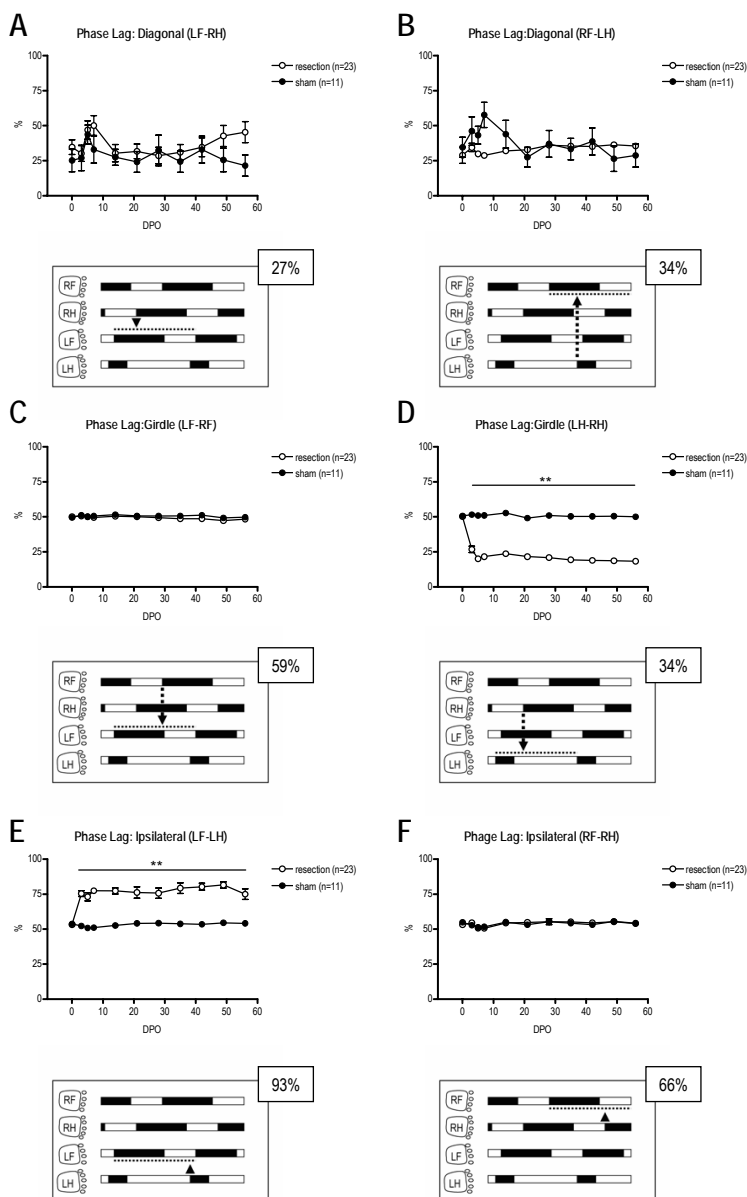 A
Phase Lag: Diagonal (LF-RH)
100
75
50
25
0
%
0 10 20 30 40 50 60
DPO
resection (n=23)
sham (n=11)
27%
RF
RH
LF
LH
B
Phase Lag:Diagonal (RF-LH)
100
75
50
25
0
%
0 10 20 30 40 50 60
DPO
resection (n=23)
sham (n=11)
34%
RF
RH
LF
LH
C
Phase Lag:Girdle (LF-RF)
100
75
50
25
0
%
0 10 20 30 40 50 60
DPO
resection (n=23)
sham (n=11)
59%
RF
RH
LF
LH
D
Phase Lag:Girdle (LH-RH)
100
75
50
25
0
%
**
0 10 20 30 40 50 60
DPO
resection (n=23)
sham (n=11)
34%
RF
RH
LF
LH
E
Phase Lag: Ipsilateral (LF-LH)
100
75
50
25
0
%
**
0 10 20 30 40 50 60
DPO
resection (n=23)
sham (n=11)
93%
RF
RH
LF
LH
F
Phage Lag: Ipsilateral (RF-RH)
100
75
50
25
0
%
0 10 20 30 40 50 60
DPO
resection (n=23)
sham (n=11)
66%
RF
RH
LF
LH